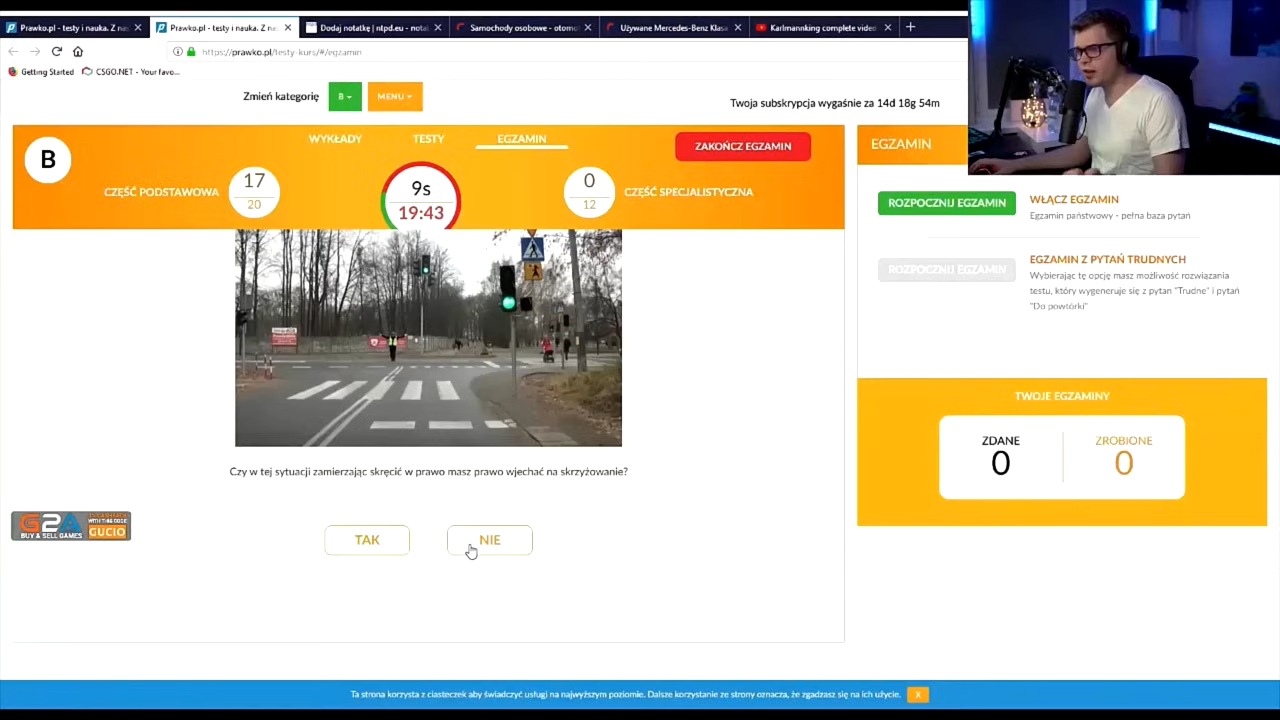 Prawko.pl - testy i nauka. Z na
Prawko.pl - testy i nauka. Z na
Dodaj notatkę | ntpd.eu - nota
Samochody osobowe - otomo
Używane Mercedes-Benz Klasa
Karlmannking complete video
https://prawko.pl/testy-kurs/#/egzamin
Getting Started
CSGO.NET - Your favo...
Zmień kategorię
B
MENU
Twoja subskrypcja wygaśnie za 14d 18g 54m
B
WYKŁADY
TESTY
EGZAMIN
ZAKOŃCZ EGZAMIN
CZĘŚĆ PODSTAWOWA
17
20
9s
19:43
0
12
CZĘŚĆ SPECJALISTYCZNA
EGZAMIN
ROZPOCZNIJ EGZAMIN
WŁĄCZ EGZAMIN
Egzamin państwowy - pełna baza pytań
ROZPOCZNIJ EGZAMIN
EGZAMIN Z PYTAŃ TRUDNYCH
Wybierając tę opcję masz możliwość rozwiązania
testu, który wygeneruje się z pytan "Trudne" i pytań
"Do powtórki"
TWOJE EGZAMINY
ZDANE
0
ZROBIONE
0
Czy w tej sytuacji zamierzając skręcić w prawo masz prawo wjechać na skrzyżowanie?
G2A
BUY & SELL GAMES
WITH THIS CODE
GUCIO
TAK
NIE
Ta strona korzysta z ciasteczek aby świadczyć usługi na najwyższym poziomie. Dalsze korzystanie ze strony oznacza, że zgadzasz się na ich użycie.
X